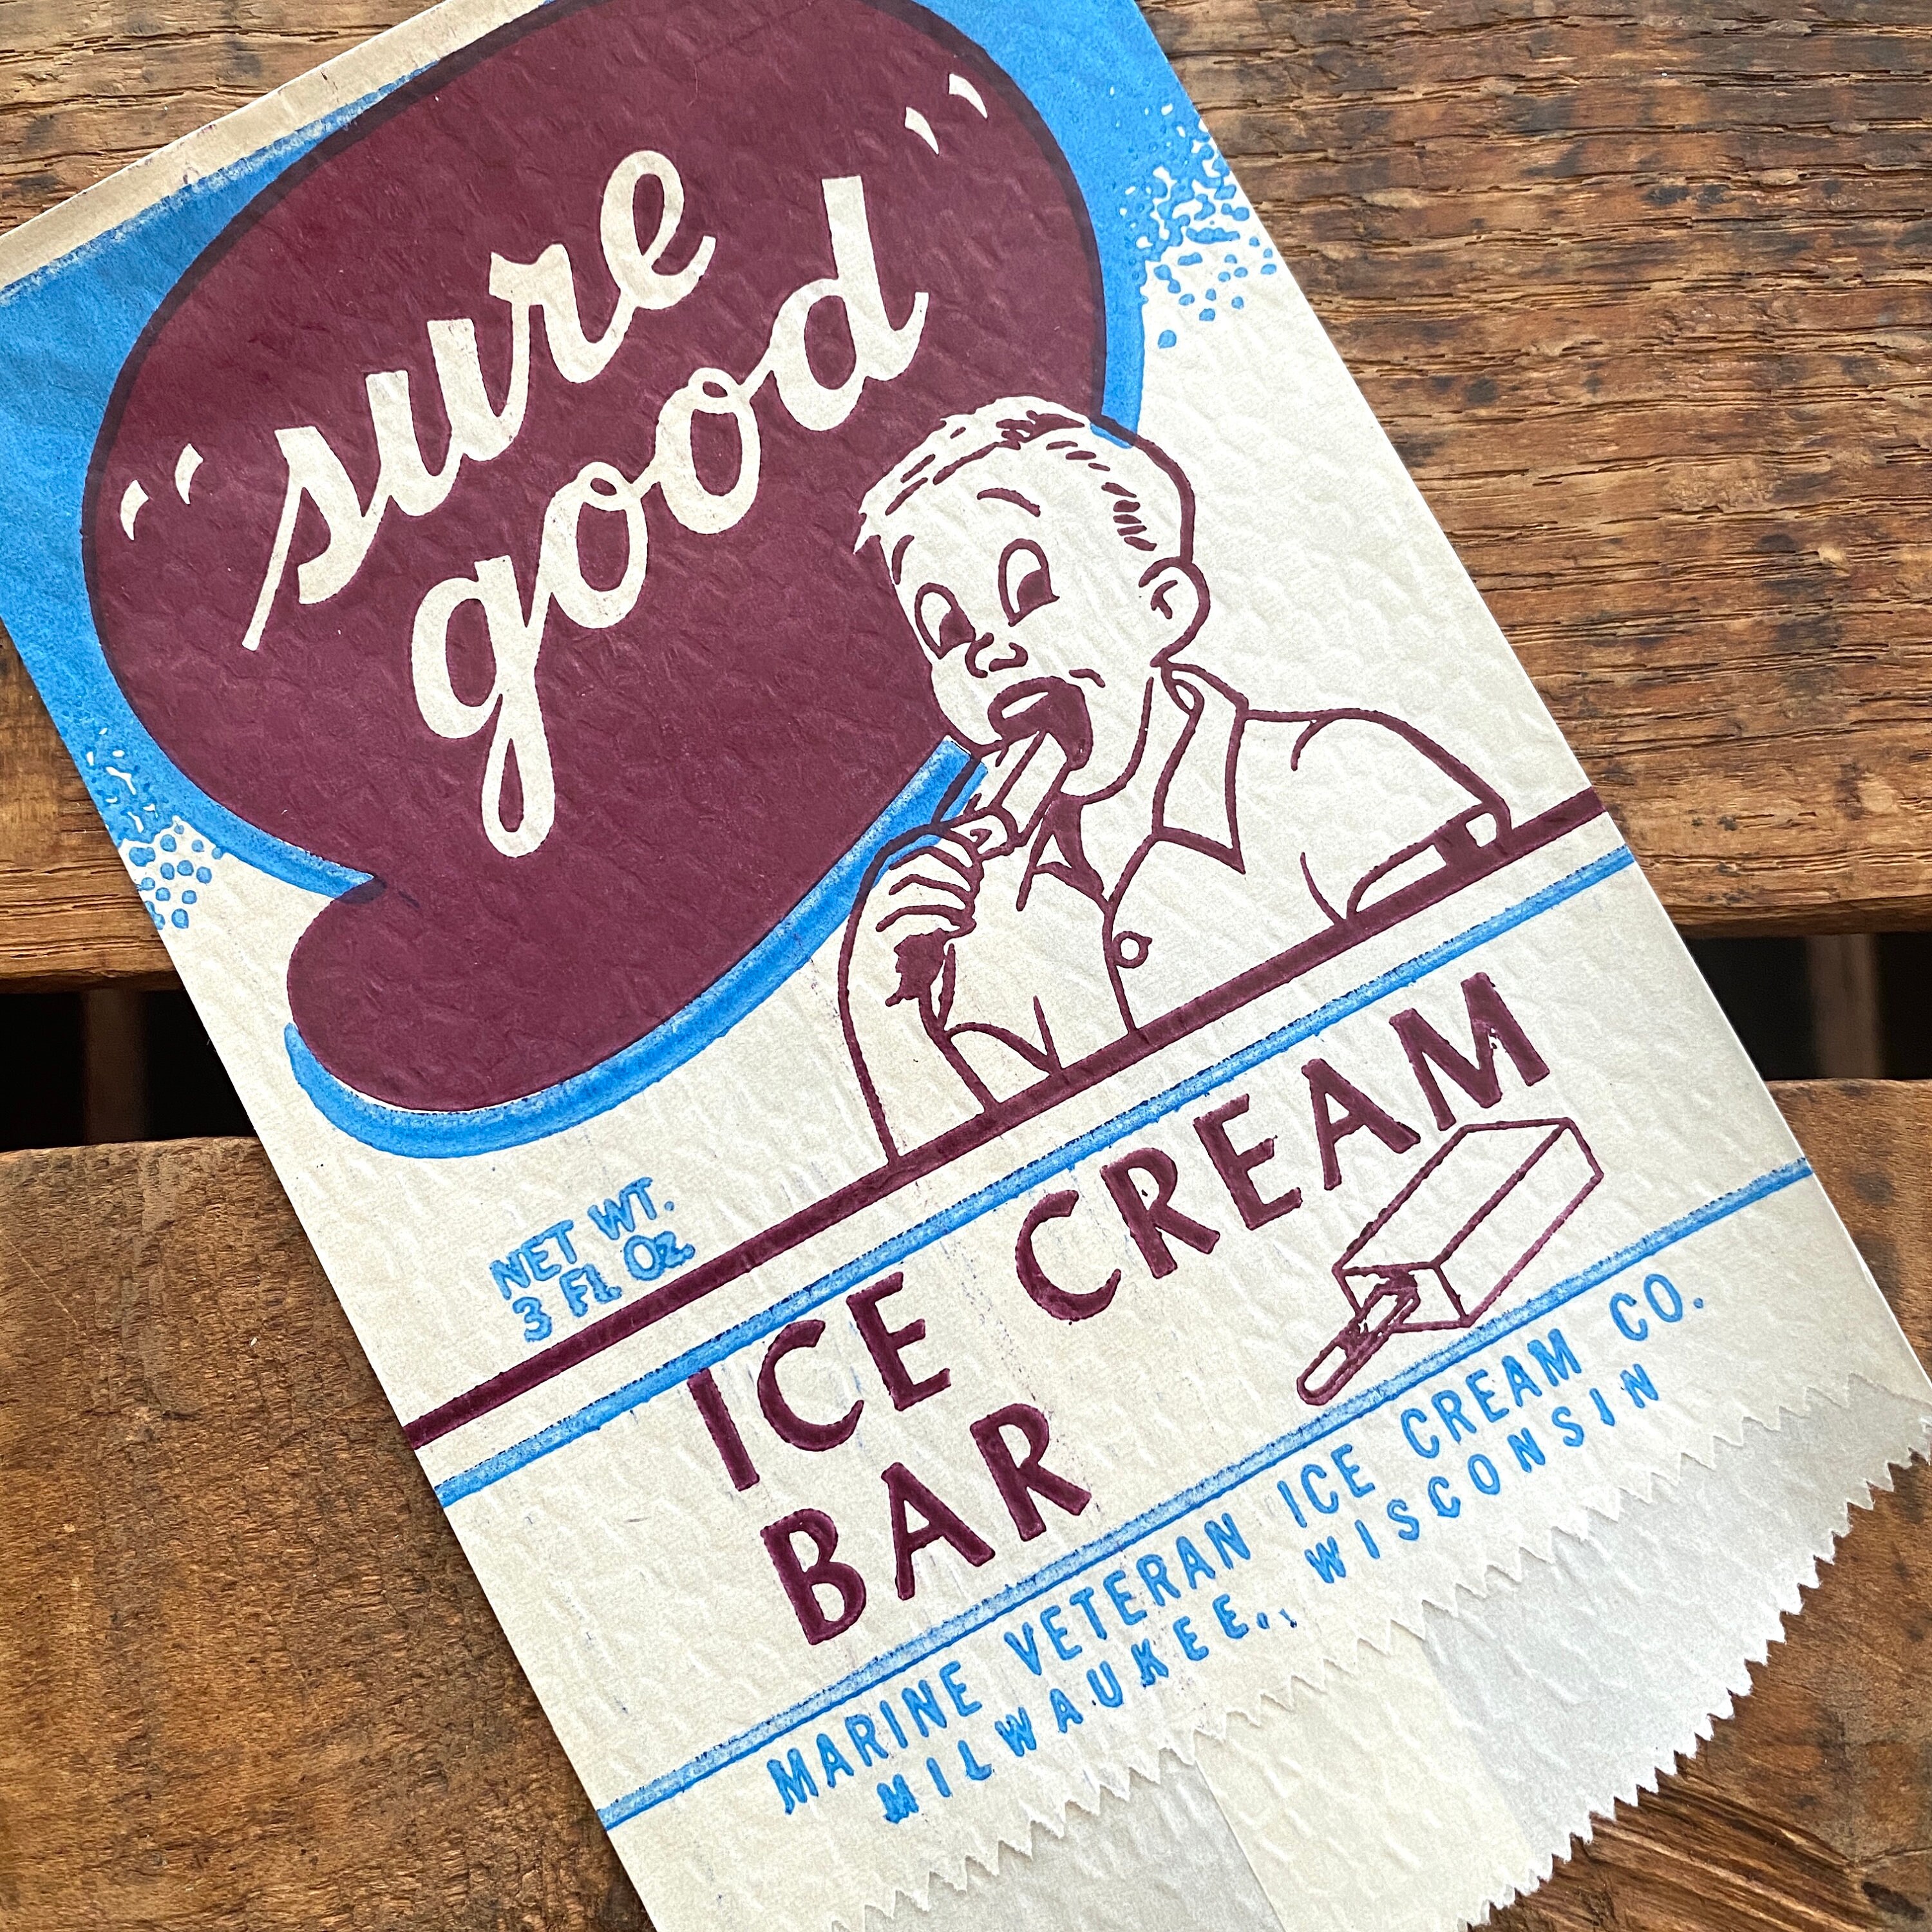 "sure
good"
NET WT.
3 Fl. Oz.
ICE CREAM
BAR
MARINE VETERAN ICE CREAM CO.
MILWAUKEE., WISCONSIN